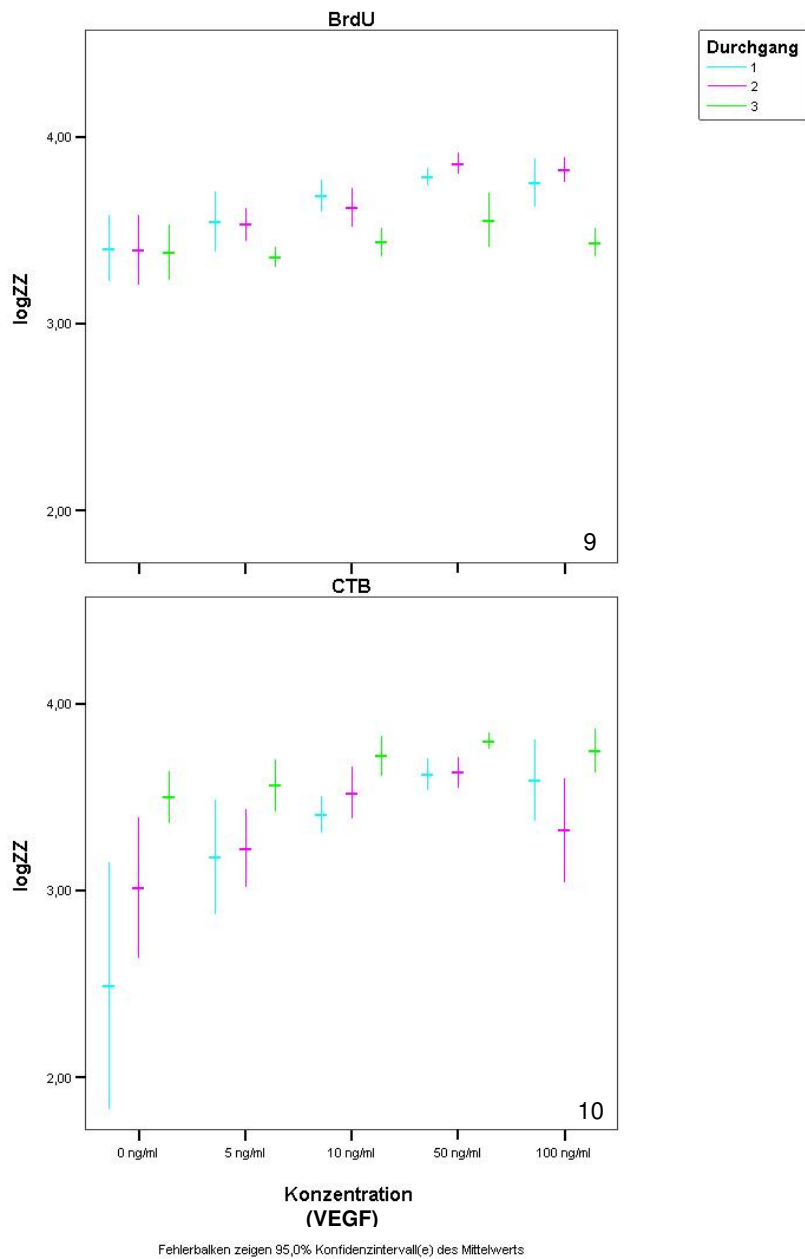 BrdU
Durchgang
1
2
3
4,00
3,00
2,00
logZZ
9
CTB
4,00
3,00
2,00
logZZ
10
0 ng/ml 5 ng/ml 10 ng/ml 50 ng/ml 100 ng/ml
Konzentration
(VEGF)
Fehlerbalken zeigen 95,0% Konfidenzintervall(e) des Mittelwerts